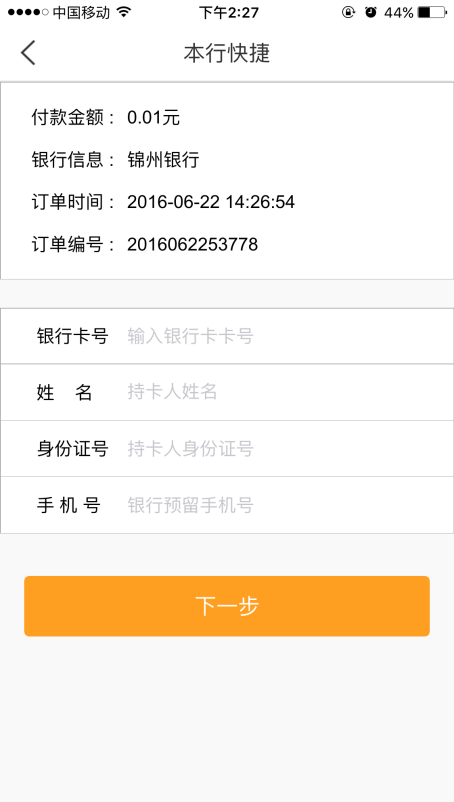 中国移动 下午2:27 44%
本行快捷
付款金额： 0.01元
银行信息： 锦州银行
订单时间： 2016-06-22 14:26:54
订单编号： 2016062253778
银行卡号 输入银行卡卡号
姓 名 持卡人姓名
身份证号 持卡人身份证号
手 机 号 银行预留手机号
下一步